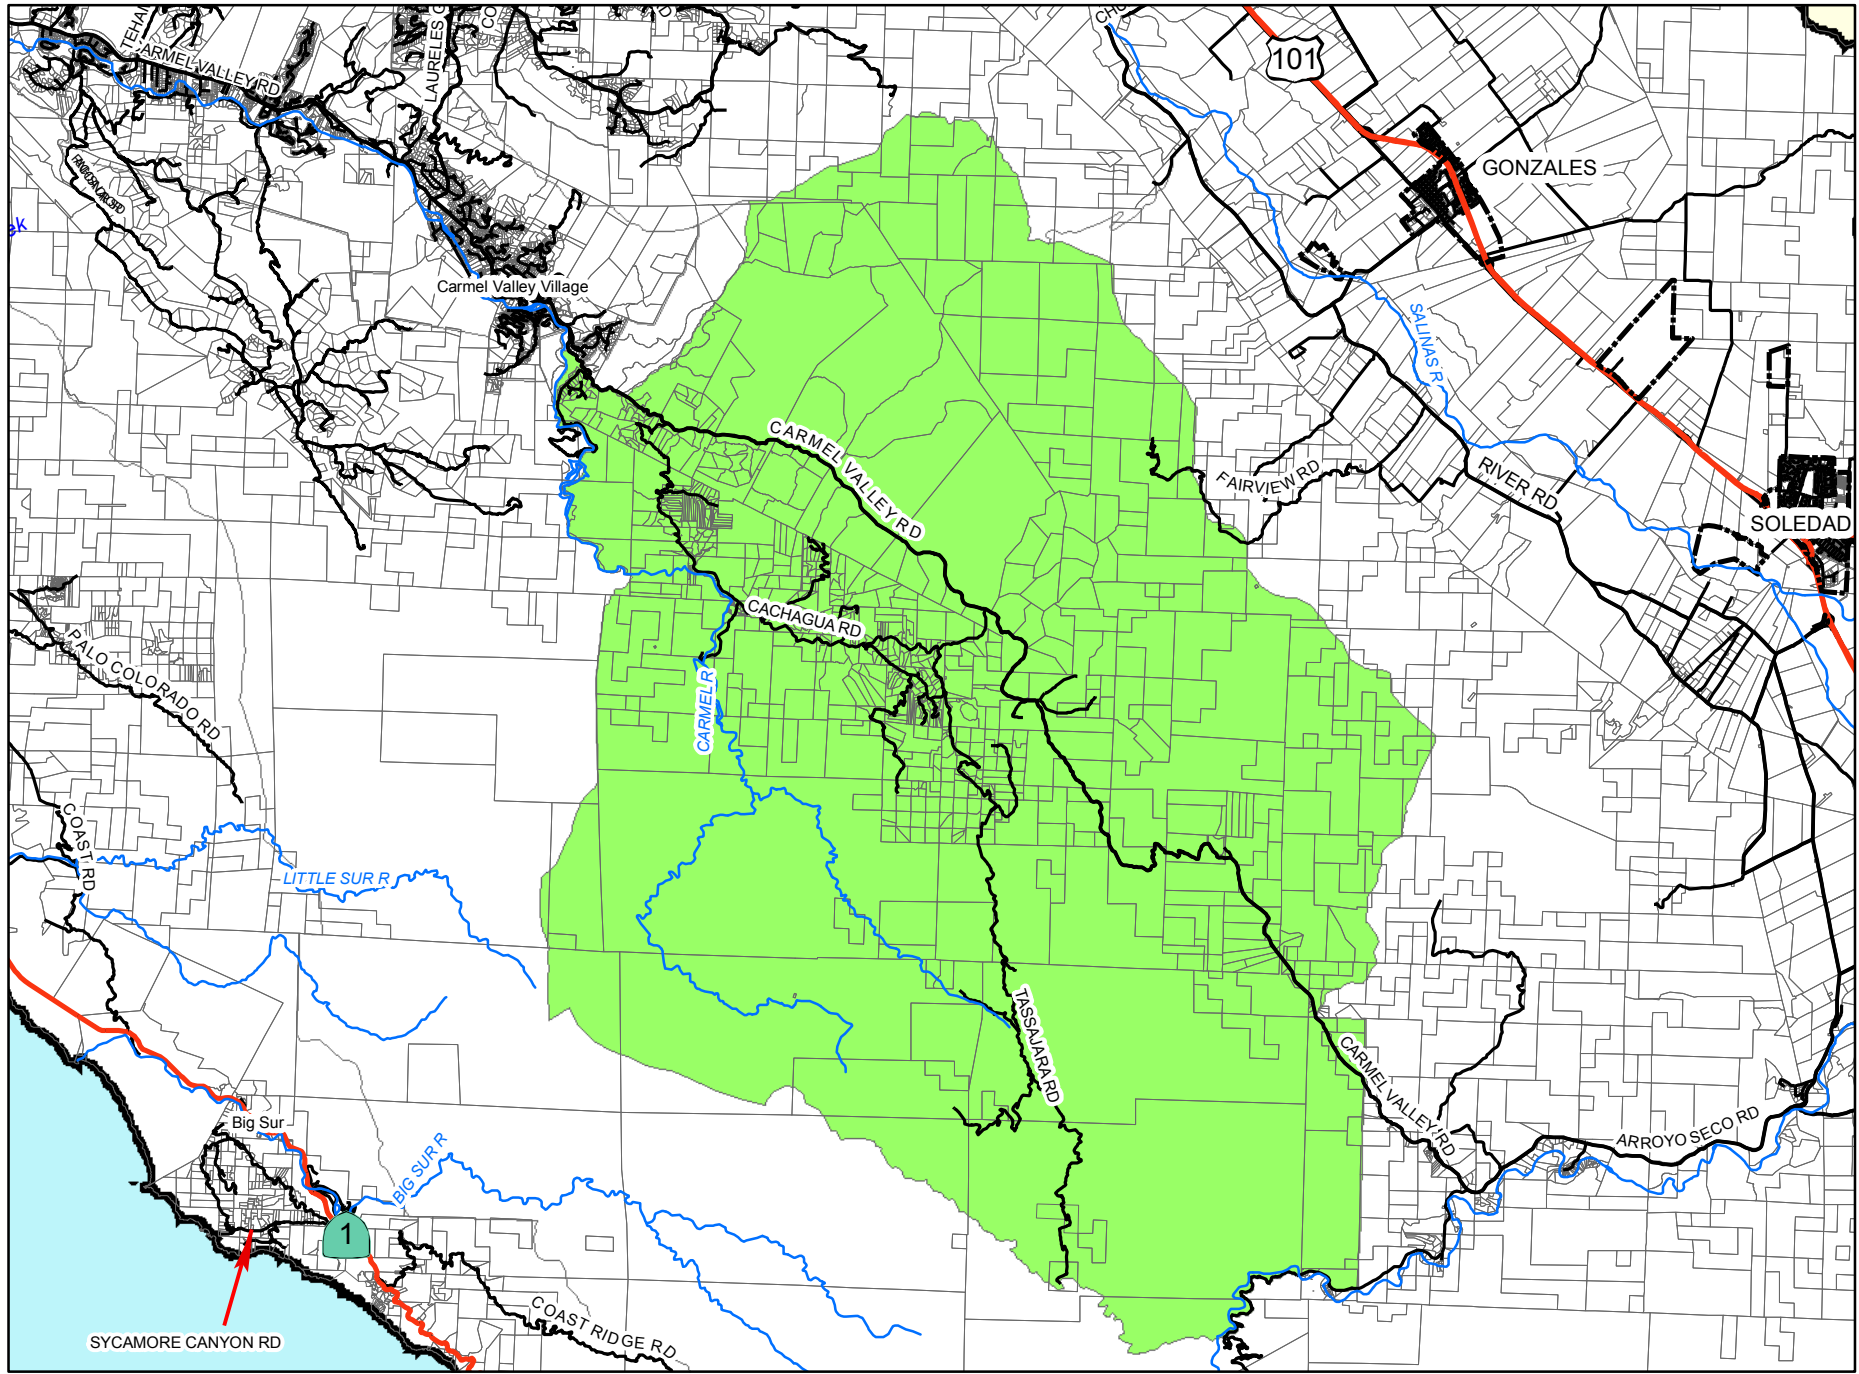 CARMEL VALLEY RD
101
GONZALES
Carmel Valley Village
SALINAS R
CARMEL VALLEY RD
FAIRVIEW RD
RIVER RD
SOLEDAD
CACHAGUA RD
PALO COLORADO RD
CARMEL R
COAST RD
LITTLE SUR R
TASSAJARA RD
CARMEL VALLEY RD
Big Sur
ARROYO SECO RD
BIG SUR R
1
COAST RIDGE RD
SYCAMORE CANYON RD